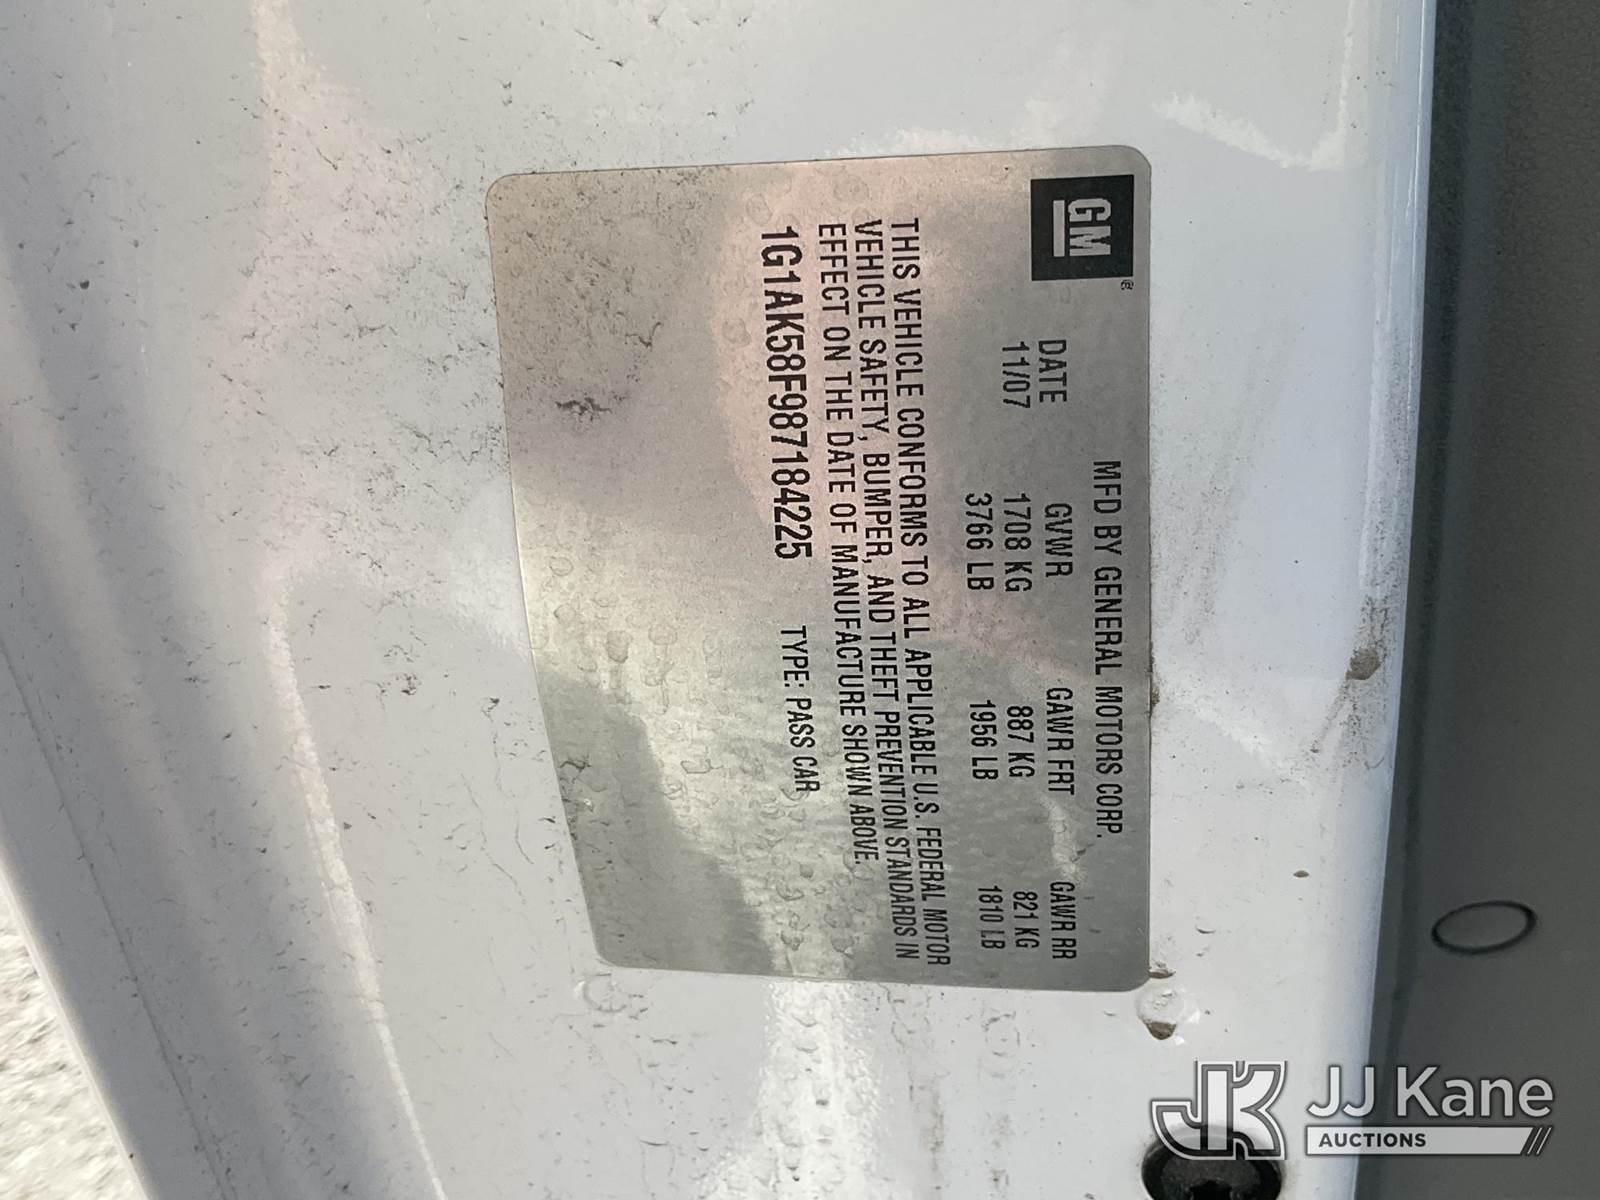 GM®
MFD BY GENERAL MOTORS CORP.
DATE GVWR GAWR FRT GAWR RR
11/07 1708 KG 887 KG 821 KG
3766 LB 1956 LB 1810 LB
THIS VEHICLE CONFORMS TO ALL APPLICABLE U.S. FEDERAL MOTOR
VEHICLE SAFETY, BUMPER, AND THEFT PREVENTION STANDARDS IN
EFFECT ON THE DATE OF MANUFACTURE SHOWN ABOVE.
1G1AK58F987184225 TYPE: PASS CAR
JK JJ Kane
AUCTIONS